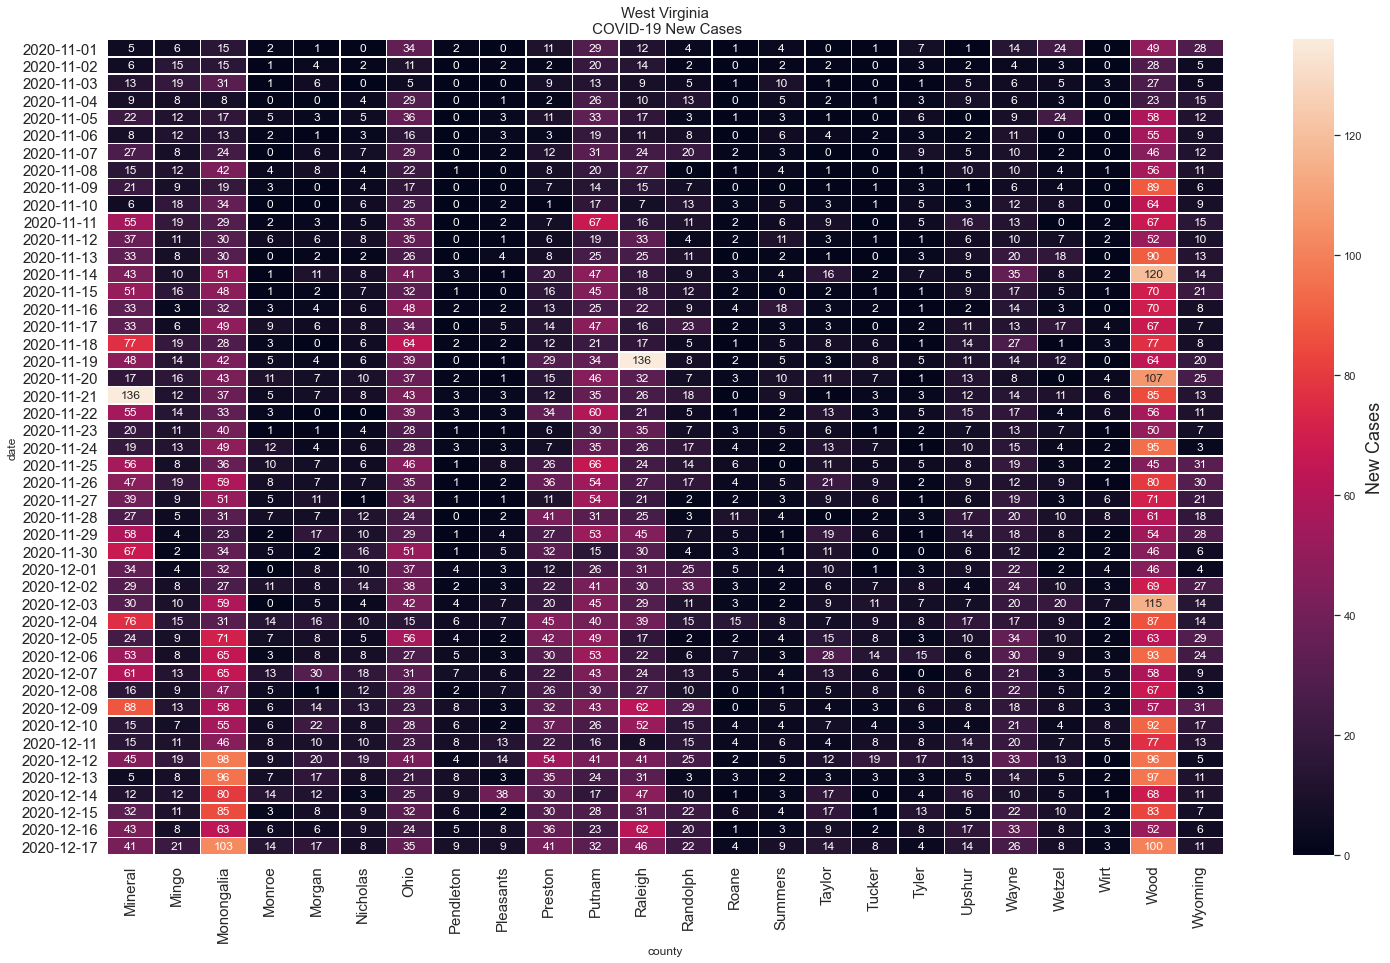 West Virginia
COVID-19 New Cases
2020-11-01 5 6 15 2 1 0 34 2 0 11 29 12 4 1 4 0 1 7 1 14 24 0 49 28
2020-11-02 6 15 15 1 4 2 11 0 2 2 20 14 2 0 2 2 0 3 2 4 3 0 28 5
2020-11-03 13 19 31 1 6 0 5 0 0 9 13 9 5 1 10 1 0 1 5 6 5 3 27 5
2020-11-04 9 8 8 0 0 4 29 0 1 2 26 10 13 0 5 2 1 3 9 6 3 0 23 15
2020-11-05 22 12 17 5 3 5 36 0 3 11 33 17 3 1 3 1 0 6 0 9 24 0 58 12
2020-11-06 8 12 13 2 1 3 16 0 3 3 19 11 8 0 6 4 2 3 2 11 0 0 55 9
2020-11-07 27 8 24 0 6 7 29 0 2 12 31 24 20 2 3 0 0 9 5 10 2 0 46 12
2020-11-08 15 12 42 4 8 4 22 1 0 8 20 27 0 1 4 1 0 1 10 10 4 1 56 11
2020-11-09 21 9 19 3 0 4 17 0 0 7 14 15 7 0 0 1 1 3 1 6 4 0 89 6
2020-11-10 6 18 34 0 0 6 25 0 2 1 17 7 13 3 5 3 1 5 3 12 8 0 64 9
2020-11-11 55 19 29 2 3 5 35 0 2 7 67 16 11 2 6 9 0 5 16 13 0 2 67 15
2020-11-12 37 11 30 6 6 8 35 0 1 6 19 33 4 2 11 3 1 1 6 10 7 2 52 10
2020-11-13 33 8 30 0 2 2 26 0 4 8 25 25 11 0 2 1 0 3 9 20 18 0 90 13
2020-11-14 43 10 51 1 11 8 41 3 1 20 47 18 9 3 4 16 2 7 5 35 8 2 120 14
2020-11-15 51 16 48 1 2 7 32 1 0 16 45 18 12 2 0 2 1 1 9 17 5 1 70 21
2020-11-16 33 3 32 3 4 6 48 2 2 13 25 22 9 4 18 3 2 1 2 14 3 0 70 8
2020-11-17 33 6 49 9 6 8 34 0 5 14 47 16 23 2 3 3 0 2 11 13 17 4 67 7
2020-11-18 77 19 28 3 0 6 64 2 2 12 21 17 5 1 5 8 6 1 14 27 1 3 77 8
2020-11-19 48 14 42 5 4 6 39 0 1 29 34 136 8 2 5 3 8 5 11 14 12 0 64 20
2020-11-20 17 16 43 11 7 10 37 2 1 15 46 32 7 3 10 11 7 1 13 8 0 4 107 25
2020-11-21 136 12 37 5 7 8 43 3 3 12 35 26 18 0 9 1 3 3 12 14 11 6 85 13
2020-11-22 55 14 33 3 0 0 39 3 3 34 60 21 5 1 2 13 3 5 15 17 4 6 56 11
2020-11-23 20 11 40 1 1 4 28 1 1 6 30 35 7 3 5 6 1 2 7 13 7 1 50 7
2020-11-24 19 13 49 12 4 6 28 3 3 7 35 26 17 4 2 13 7 1 10 15 4 2 95 3
2020-11-25 56 8 36 10 7 6 46 1 8 26 66 24 14 6 0 11 5 5 8 19 3 2 45 31
2020-11-26 47 19 59 8 7 7 35 1 2 36 54 27 17 4 5 21 9 2 9 12 9 1 80 30
2020-11-27 39 9 51 5 11 1 34 1 1 11 54 21 2 2 3 9 6 1 6 19 3 6 71 21
2020-11-28 27 5 31 7 7 12 24 0 2 41 31 25 3 11 4 0 2 3 17 20 10 8 61 18
2020-11-29 58 4 23 2 17 10 29 1 4 27 53 45 7 5 1 19 6 1 14 18 8 2 54 28
2020-11-30 67 2 34 5 2 16 51 1 5 32 15 30 4 3 1 11 0 0 6 12 2 2 46 6
2020-12-01 34 4 32 0 8 10 37 4 3 12 26 31 25 5 4 10 1 3 9 22 2 4 46 4
2020-12-02 29 8 27 11 8 14 38 2 3 22 41 30 33 3 2 6 7 8 4 24 10 3 69 27
2020-12-03 30 10 59 0 5 4 42 4 7 20 45 29 11 3 2 9 11 7 7 20 20 7 115 14
2020-12-04 76 15 31 14 16 10 15 6 7 45 40 39 15 15 8 7 9 8 17 17 9 2 87 14
2020-12-05 24 9 71 7 8 5 56 4 2 42 49 17 2 2 4 15 8 3 10 34 10 2 63 29
2020-12-06 53 8 65 3 8 8 27 5 3 30 53 22 6 7 3 28 14 15 6 30 9 3 93 24
2020-12-07 61 13 65 13 30 18 31 7 6 22 43 24 13 5 4 13 6 0 6 21 3 5 58 9
2020-12-08 16 9 47 5 1 12 28 2 7 26 30 27 10 0 1 5 8 6 6 22 5 2 67 3
2020-12-09 88 13 58 6 14 13 23 8 3 32 43 62 29 0 5 4 3 6 8 18 8 3 57 31
2020-12-10 15 7 55 6 22 8 28 6 2 22 26 52 15 4 4 7 4 3 4 21 4 8 92 17
2020-12-11 15 11 46 8 10 10 23 8 13 22 16 8 15 4 6 4 8 8 14 20 7 5 77 13
2020-12-12 45 19 98 9 20 19 41 4 14 54 41 41 25 2 5 12 19 17 13 33 13 0 96 5
2020-12-13 5 8 96 7 17 8 21 8 3 35 24 31 3 3 2 3 3 3 5 14 5 2 97 11
2020-12-14 12 12 80 14 12 3 25 9 38 30 17 47 10 1 3 17 0 4 16 10 5 1 68 11
2020-12-15 32 11 85 3 8 9 32 6 2 30 28 31 22 6 4 17 1 13 5 22 10 2 83 7
2020-12-16 43 8 63 6 6 9 24 5 8 36 23 62 20 1 3 9 2 8 17 33 8 3 52 6
2020-12-17 41 21 103 14 17 8 35 9 9 41 32 46 22 4 9 14 8 4 14 26 8 3 100 11
Mineral Mingo Monongalia Monroe Morgan Nicholas Ohio Pendleton Pleasants Preston Putnam Raleigh Randolph Roane Summers Taylor Tucker Tyler Upshur Wayne Wetzel Wirt Wood Wyoming
county
date
120
100
80
60
40
20
0
New Cases